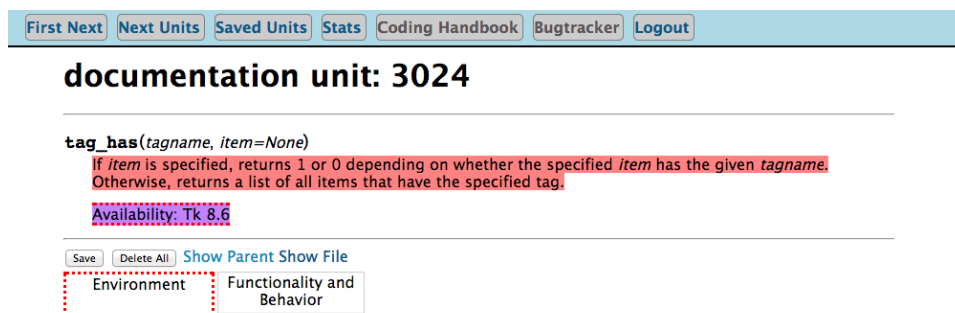 First Next Next Units Saved Units Stats Coding Handbook Bugtracker Logout
documentation unit: 3024
tag_has(tagname, item=None)
If item is specified, returns 1 or 0 depending on whether the specified item has the given tagname.
Otherwise, returns a list of all items that have the specified tag.
Availability: Tk 8.6
Save Delete All Show Parent Show File
Environment Functionality and
Behavior